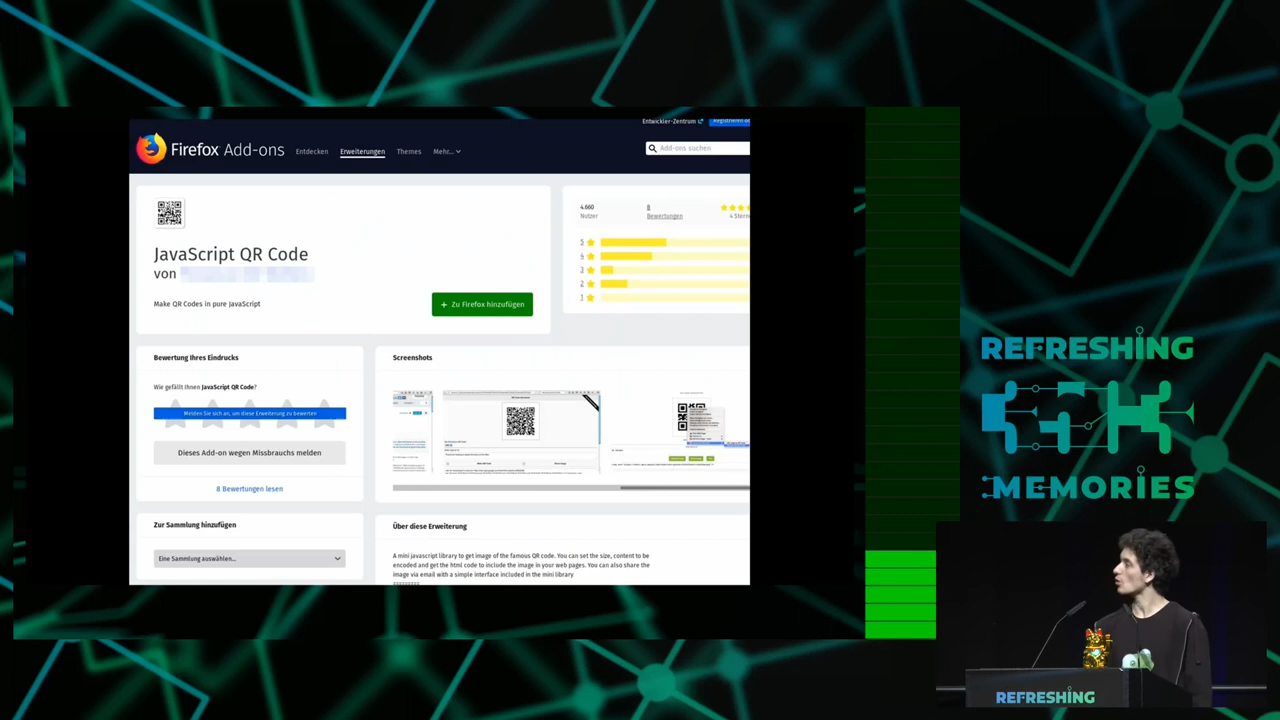 Entwickler-Zentrum
Firefox Add-ons
Entdecken
Erweiterungen
Themes
Mehr...
Add-ons suchen
JavaScript QR Code
von
Make QR Codes in pure JavaScript
+ Zu Firefox hinzufügen
4.660
Nutzer
8
Bewertungen
5
4
3
2
1
Bewertung Ihres Eindrucks
Wie gefällt Ihnen JavaScript QR Code?
Melden Sie sich an, um diese Erweiterung zu bewerten
Dieses Add-on wegen Missbrauchs melden
8 Bewertungen lesen
Screenshots
Zur Sammlung hinzufügen
Eine Sammlung auswählen...
Über diese Erweiterung
A mini javascript library to get image of the famous QR code. You can set the size, content to be
encoded and get the html code to include the image in your web pages. You can also share the
image via email with a simple interface included in the mini library
REFRESHING
MEMORIES
REFRESHING